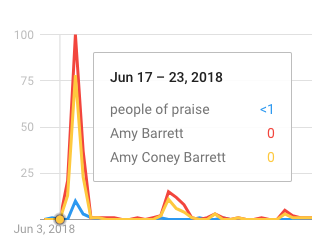 100
75
50
25
Jun 17 – 23, 2018
people of praise <1
Amy Barrett 0
Amy Coney Barrett 0
Jun 3, 2018